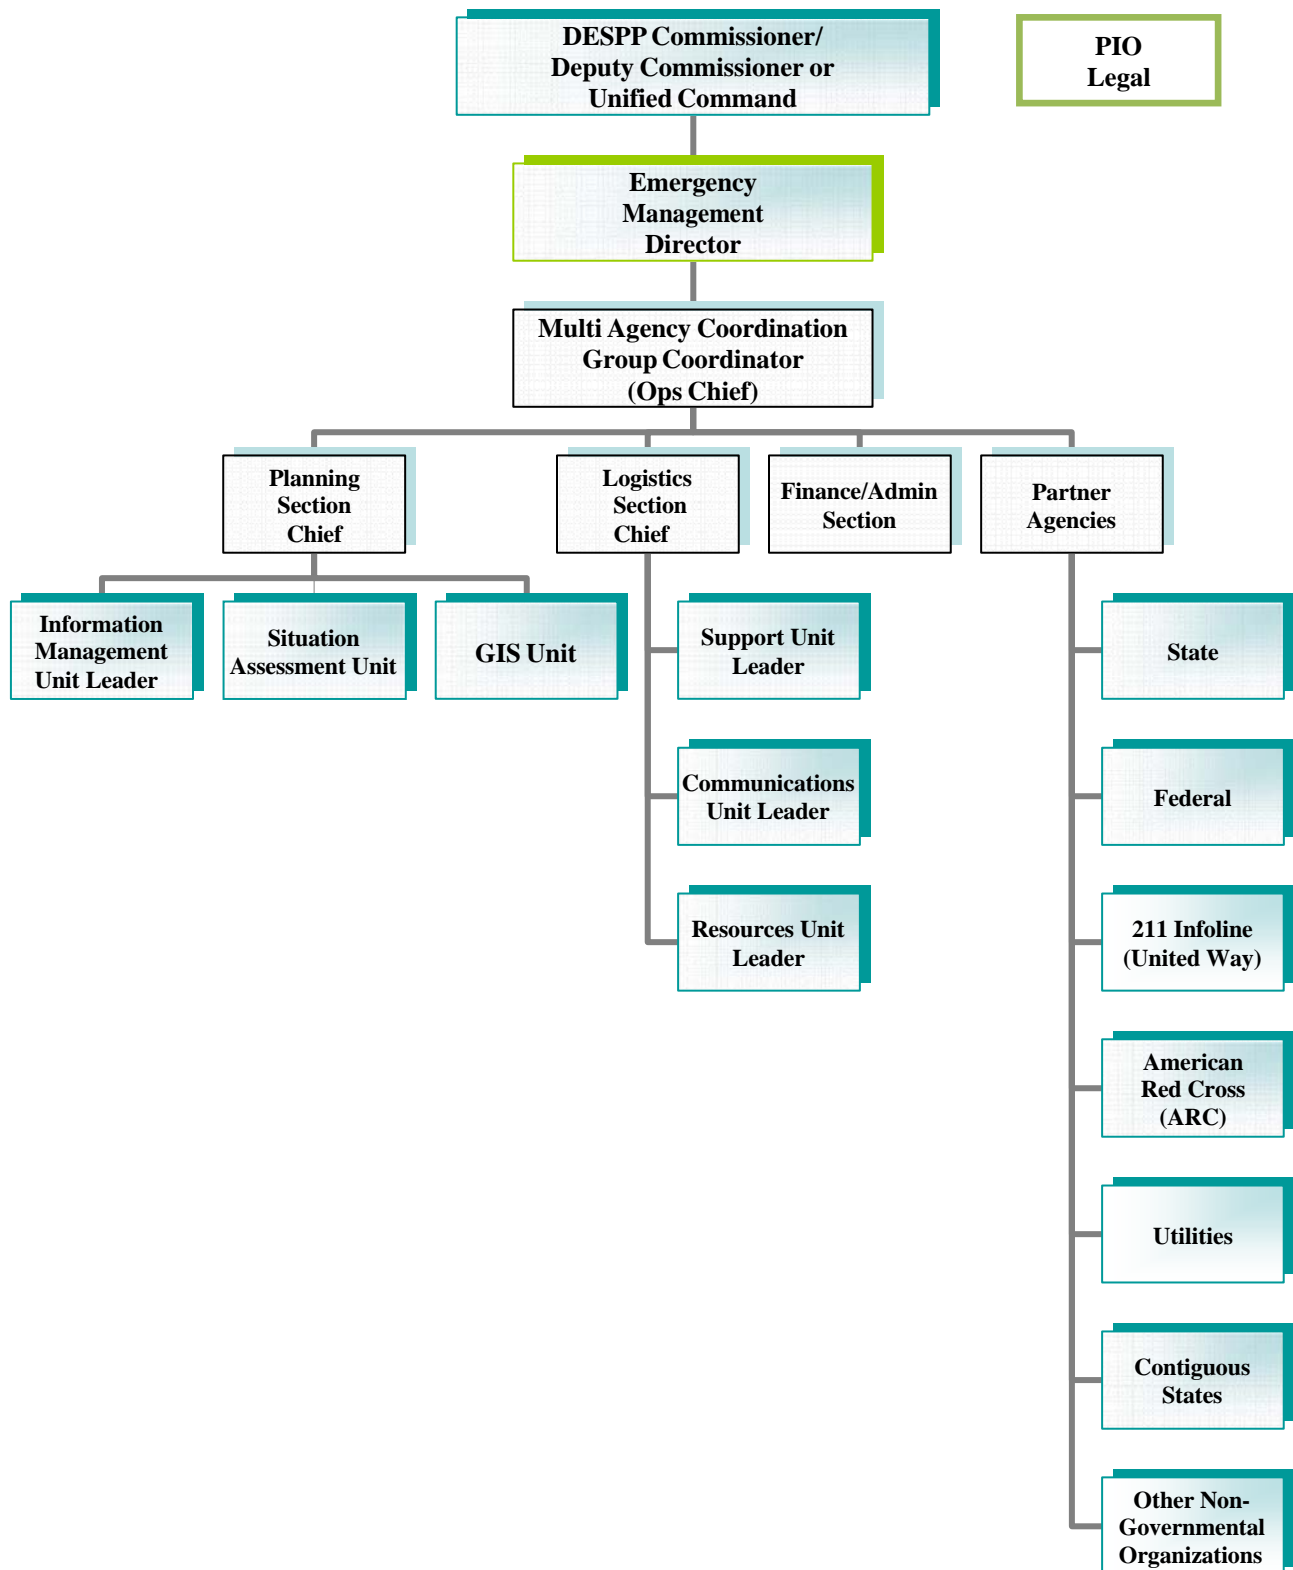 DESPP Commissioner/
Deputy Commissioner or
Unified Command
PIO
Legal
Emergency
Management
Director
Multi Agency Coordination
Group Coordinator
(Ops Chief)
Planning
Section
Chief
Logistics
Section
Chief
Finance/Admin
Section
Partner
Agencies
Information
Management
Unit Leader
Situation
Assessment Unit
GIS Unit
Support Unit
Leader
Communications
Unit Leader
Resources Unit
Leader
State
Federal
211 Infoline
(United Way)
American
Red Cross
(ARC)
Utilities
Contiguous
States
Other Non-
Governmental
Organizations